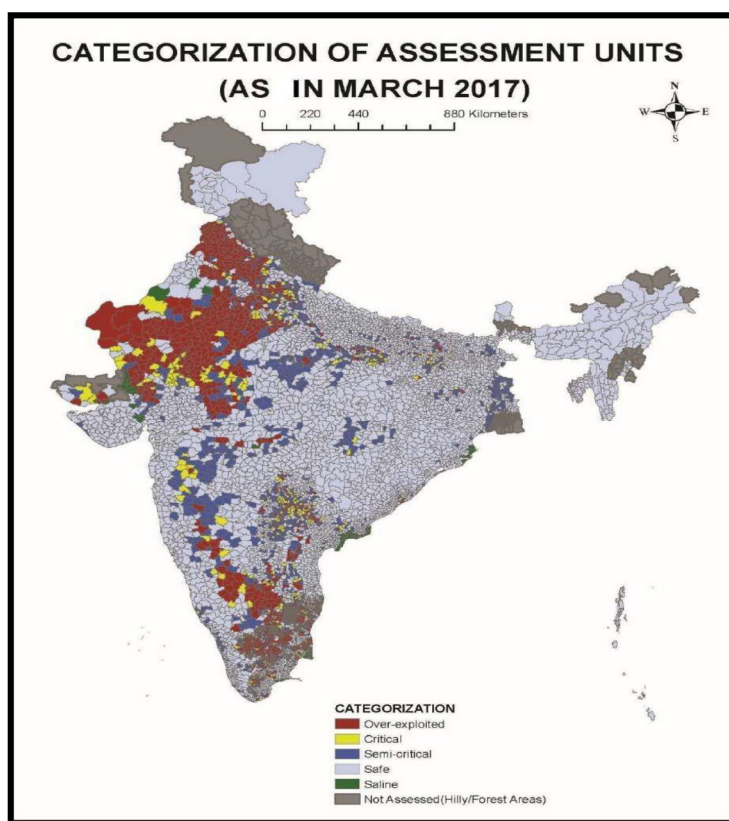 CATEGORIZATION OF ASSESSMENT UNITS
(AS IN MARCH 2017)
N
W E
S
0 220 440 880 Kilometers
CATEGORIZATION
Over-exploited
Critical
Semi-critical
Safe
Saline
Not Assessed(Hilly/Forest Areas)